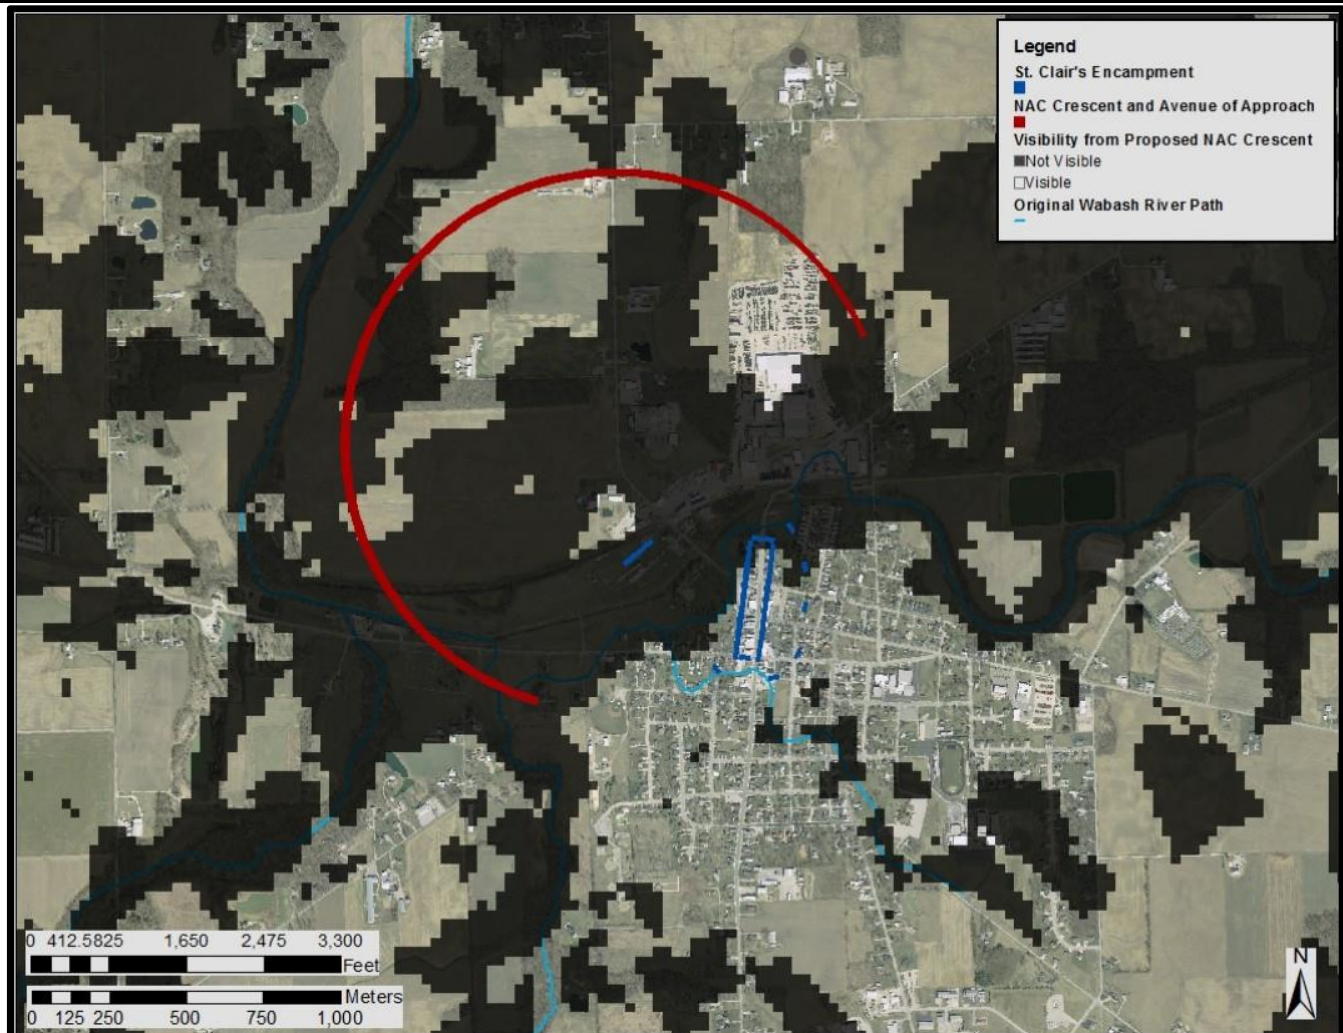 Legend
St. Clair's Encampment
NAC Crescent and Avenue of Approach
Visibility from Proposed NAC Crescent
Not Visible
Visible
Original Wabash River Path
0 412.5825 1,650 2,475 3,300
Feet
Meters
0 125 250 500 750 1,000
N